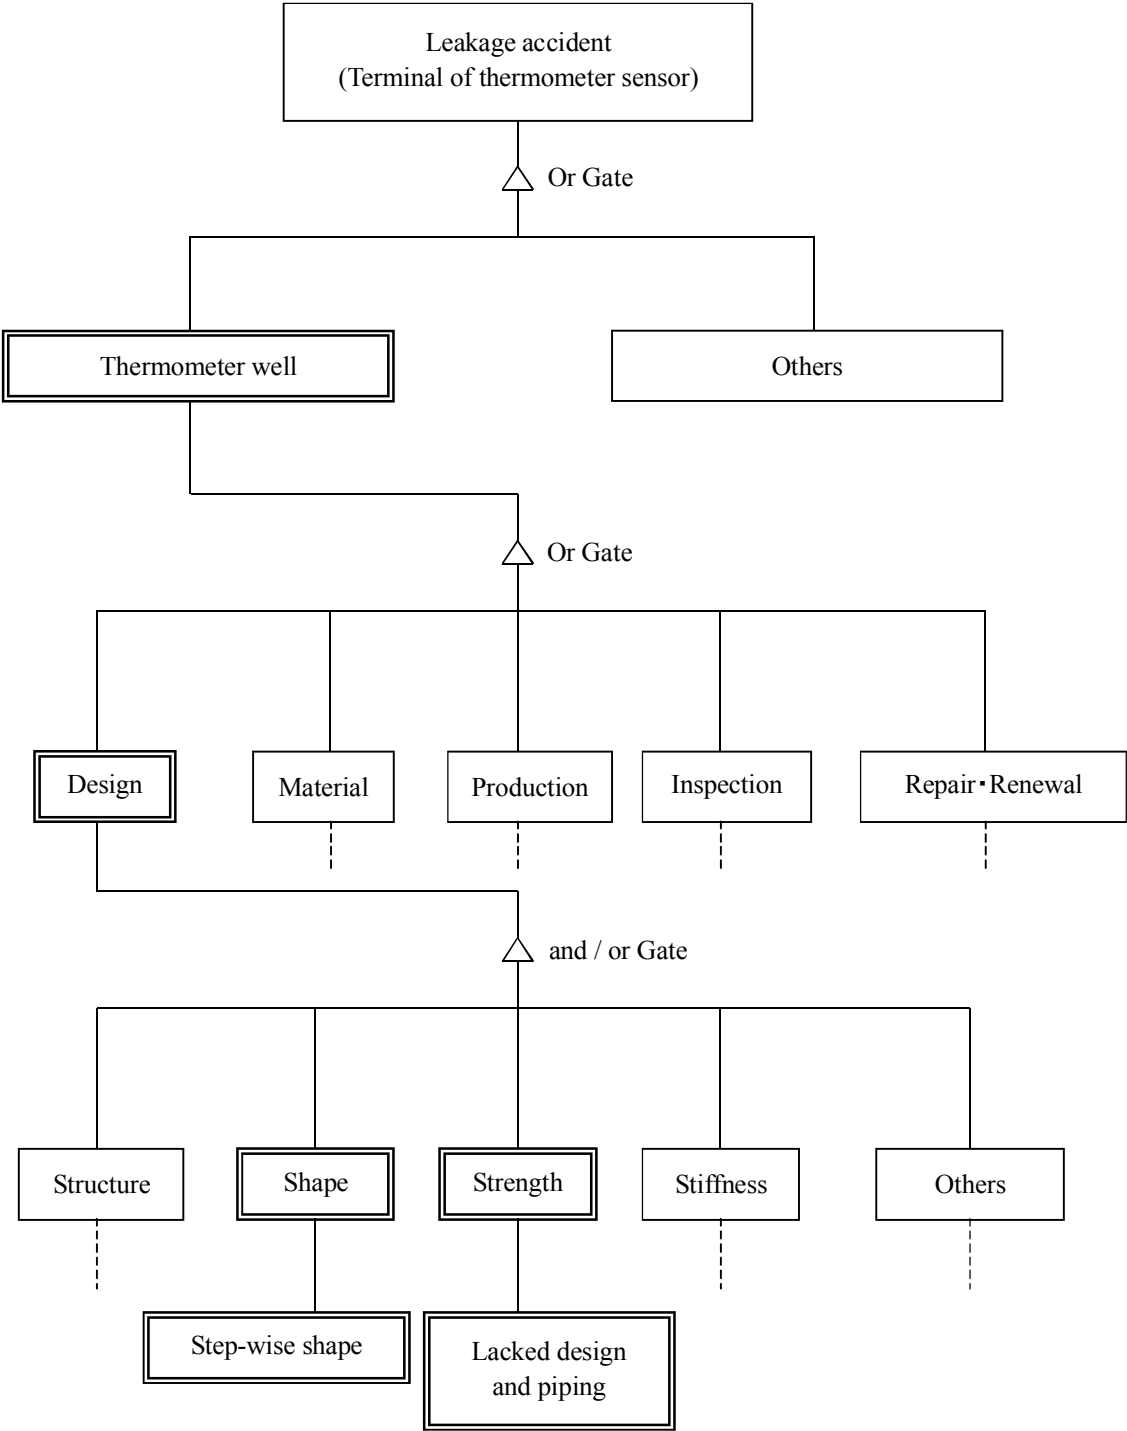 Leakage accident
(Terminal of thermometer sensor)
Or Gate
Thermometer well
Others
Or Gate
Design
Material
Production
Inspection
Repair・Renewal
and / or Gate
Structure
Shape
Strength
Stiffness
Others
Step-wise shape
Lacked design
and piping